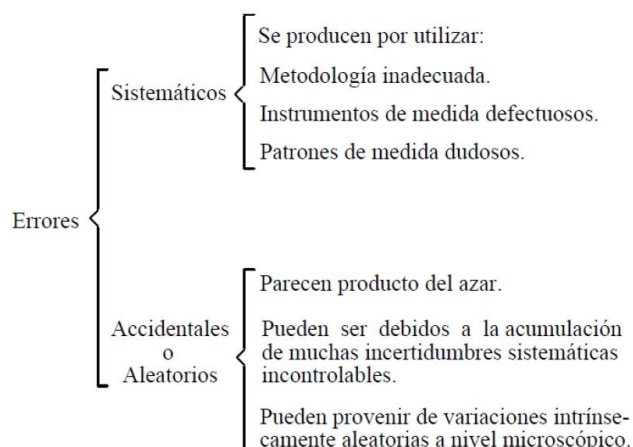 Se producen por utilizar:
Metodología inadecuada.
Sistemáticos
Instrumentos de medida defectuosos.
Patrones de medida dudosos.
Errores
Parecen producto del azar.
Accidentales
o
Aleatorios
Pueden ser debidos a la acumulación
de muchas incertidumbres sistemáticas
incontrolables.
Pueden provenir de variaciones intrínse-
camente aleatorias a nivel microscópico.